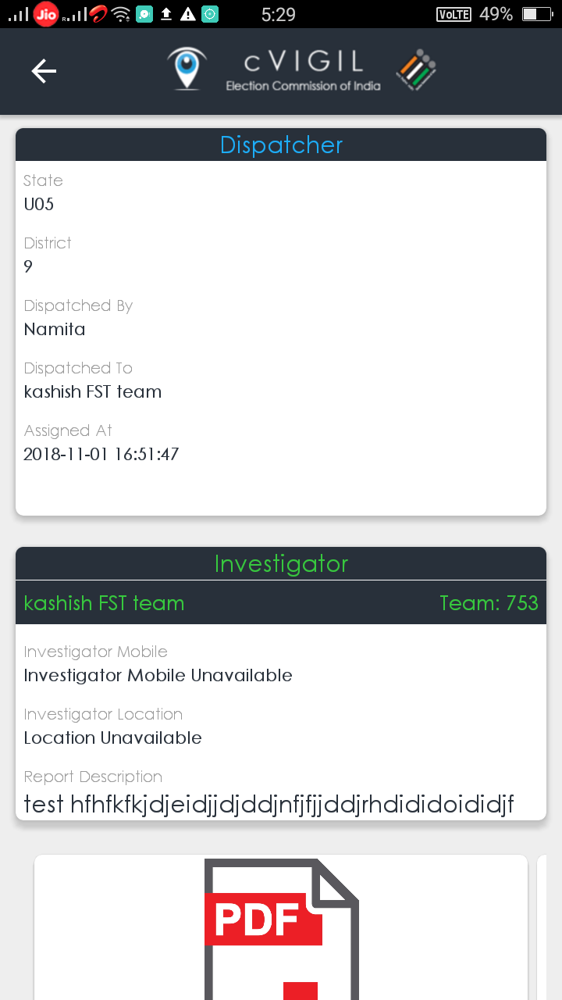 Jio
R
5:29
VoLTE 49%
cVIGIL
Election Commission of India
Dispatcher
State
U05
District
9
Dispatched By
Namita
Dispatched To
kashish FST team
Assigned At
2018-11-01 16:51:47
Investigator
kashish FST team Team: 753
Investigator Mobile
Investigator Mobile Unavailable
Investigator Location
Location Unavailable
Report Description
test hfhfkfkjdjeidjjdjddjnfjfjjddjrhdididoididjf
PDF